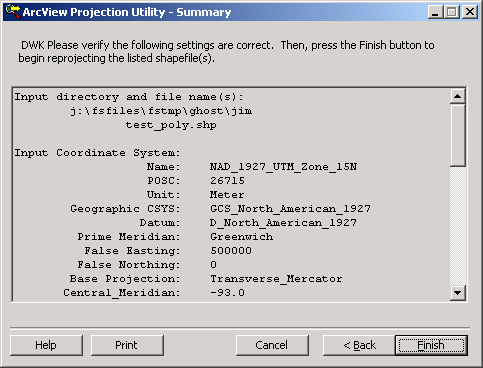 ArcView Projection Utility - Summary
DWK Please verify the following settings are correct. Then, press the Finish button to
begin reprojecting the listed shapefile(s).
Input directory and file name(s):
j:\fsfiles\fstmp\ghost\jim
test_poly.shp
Input Coordinate System:
Name: NAD_1927_UTM_Zone_15N
POSC: 26715
Unit: Meter
Geographic CSYS: GCS_North_American_1927
Datum: D_North_American_1927
Prime Meridian: Greenwich
False Easting: 500000
False Northing: 0
Base Projection: Transverse_Mercator
Central_Meridian: -93.0
Help Print Cancel < Back Finish